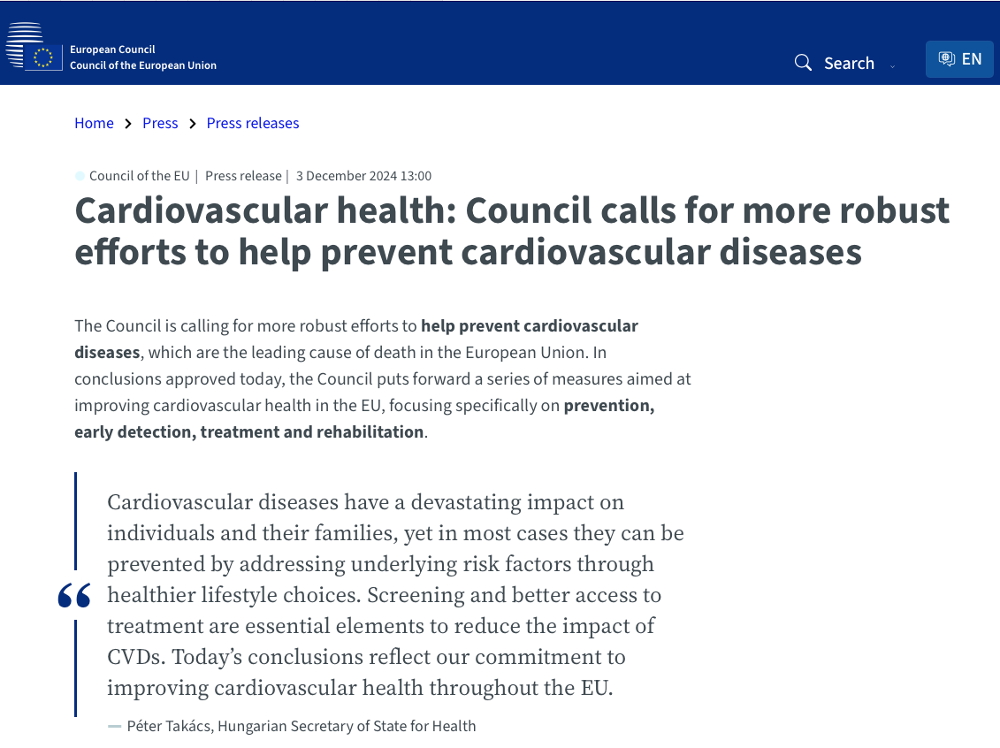 European Council
Council of the European Union
Search
EN
Home
Press
Press releases
Council of the EU | Press release | 3 December 2024 13:00
Cardiovascular health: Council calls for more robust
efforts to help prevent cardiovascular diseases
The Council is calling for more robust efforts to help prevent cardiovascular
diseases, which are the leading cause of death in the European Union. In
conclusions approved today, the Council puts forward a series of measures aimed at
improving cardiovascular health in the EU, focusing specifically on prevention,
early detection, treatment and rehabilitation.
“
Cardiovascular diseases have a devastating impact on
individuals and their families, yet in most cases they can be
prevented by addressing underlying risk factors through
healthier lifestyle choices. Screening and better access to
treatment are essential elements to reduce the impact of
CVDs. Today’s conclusions reflect our commitment to
improving cardiovascular health throughout the EU.
— Péter Takács, Hungarian Secretary of State for Health